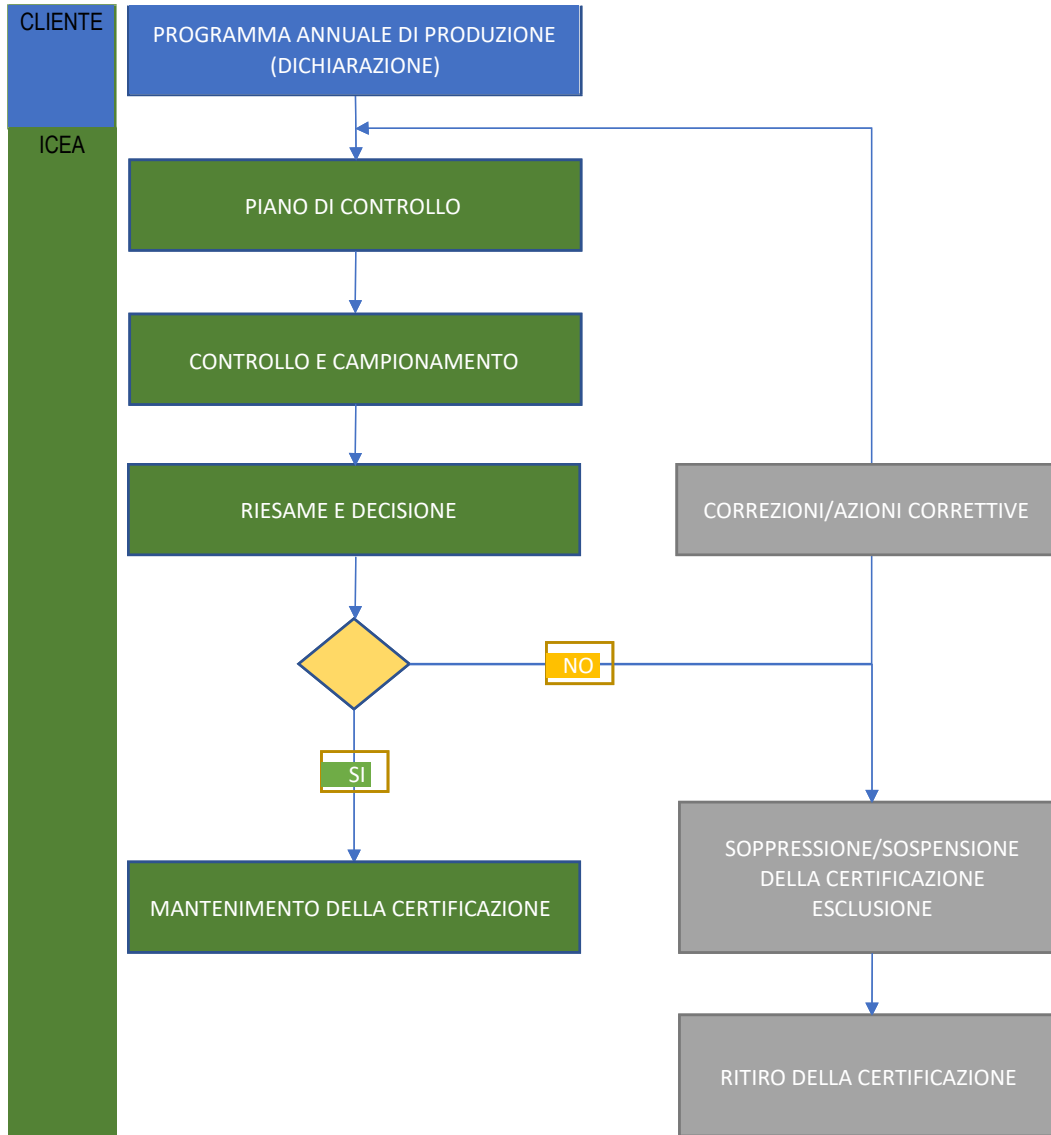 CLIENTE
PROGRAMMA ANNUALE DI PRODUZIONE
(DICHIARAZIONE)
ICEA
PIANO DI CONTROLLO
CONTROLLO E CAMPIONAMENTO
RIESAME E DECISIONE
CORREZIONI/AZIONI CORRETTIVE
NO
SI
SOPPRESSIONE/SOSPENSIONE
DELLA CERTIFICAZIONE
ESCLUSIONE
MANTENIMENTO DELLA CERTIFICAZIONE
RITIRO DELLA CERTIFICAZIONE